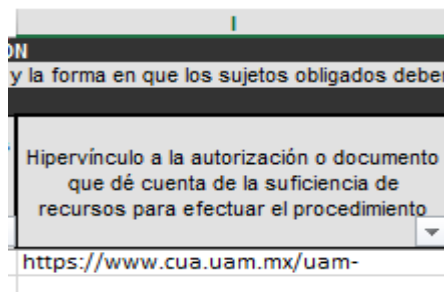 I
ON
y la forma en que los sujetos obligados deber
Hipervínculo a la autorización o documento
que dé cuenta de la suficiencia de
recursos para efectuar el procedimiento
https://www.cua.uam.mx/uam-